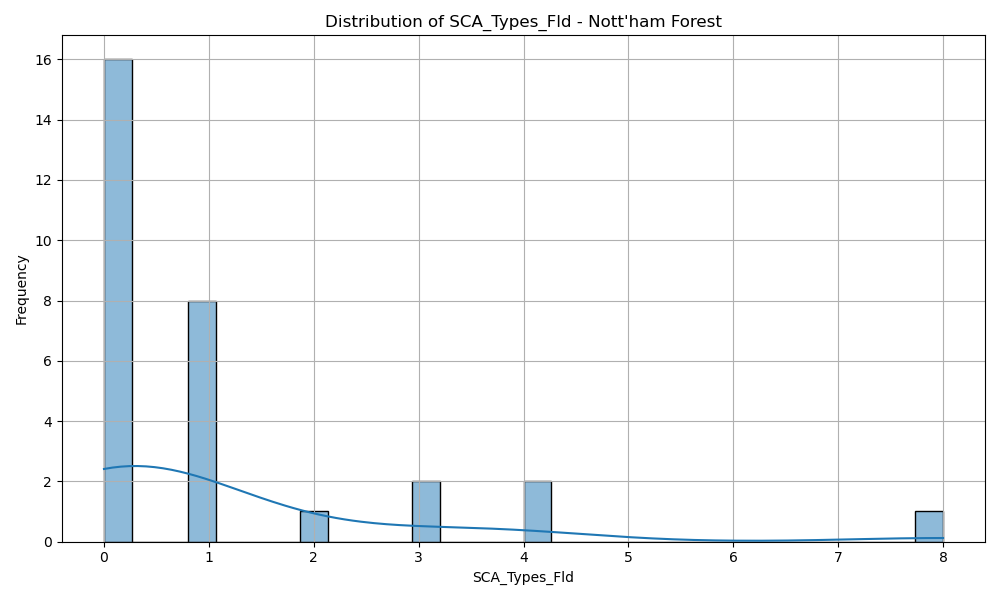 Distribution of SCA_Types_Fld - Nott'ham Forest
16
14
12
10
8
6
4
2
0
Frequency
0 1 2 3 4 5 6 7 8
SCA_Types_Fld